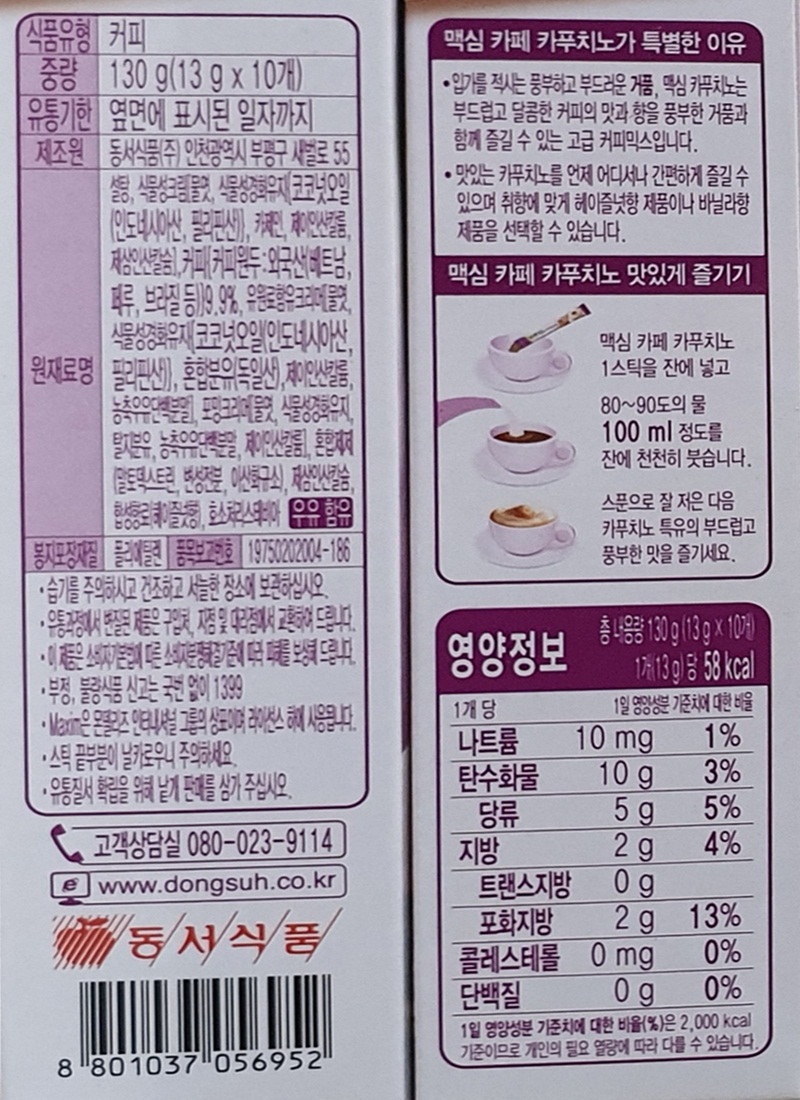 식품유형 커피
중량 130 g(13 g x 10개)
유통기한 옆면에 표시된 일자까지
제조원 동서식품(주) 인천광역시 부평구 새벌로 55
원재료명
설탕, 식물성크림{물엿, 식물성경화유지[코코넛오일
(인도네시아산, 필리핀산)], 카제인, 제이인산칼륨,
제삼인산칼슘}, 커피{커피원두:외국산(베트남,
페루, 브라질 등)}9.9%, 유원료함유크리머[물엿,
식물성경화유지{코코넛오일(인도네시아산,
필리핀산)}, 혼합분유(독일산), 제이인산칼륨,
농축우유단백분말], 포밍크리머[물엿, 식물성경화유지,
탈지분유, 농축우유단백분말, 제이인산칼륨], 혼합제제
(말토덱스트린, 변성전분, 이산화규소), 제삼인산칼슘,
합성향료(헤이즐넛향), 효소처리스테비아 우유 함유
봉지포장재질 폴리에틸렌 품목보고번호 19750202004-186
· 습기를 주의하시고 건조하고 서늘한 장소에 보관하십시오.
· 유통과정에서 변질된 제품은 구입처, 지점 및 대리점에서 교환하여 드립니다.
· 이 제품은 소비자기본법에 따른 소비자분쟁해결기준에 따라 피해를 보상해 드립니다.
· 부정, 불량식품 신고는 국번 없이 1399
· Maxim은 몬델리즈 인터내셔널 그룹의 상표이며 라이선스 하에 사용됩니다.
· 스틱 끝부분이 날카로우니 주의하세요.
· 유통질서 확립을 위해 낱개 판매를 삼가 주십시오.
고객상담실 080-023-9114
e www.dongsuh.co.kr
동서식품
8 801037 056952
맥심 카페 카푸치노가 특별한 이유
• 입가를 적시는 풍부하고 부드러운 거품, 맥심 카푸치노는
부드럽고 달콤한 커피의 맛과 향을 풍부한 거품과
함께 즐길 수 있는 고급 커피믹스입니다.
• 맛있는 카푸치노를 언제 어디서나 간편하게 즐길 수
있으며 취향에 맞게 헤이즐넛향 제품이나 바닐라향
제품을 선택할 수 있습니다.
맥심 카페 카푸치노 맛있게 즐기기
맥심 카페 카푸치노
1스틱을 잔에 넣고
80~90도의 물
100 ml 정도를
잔에 천천히 붓습니다.
스푼으로 잘 저은 다음
카푸치노 특유의 부드럽고
풍부한 맛을 즐기세요.
영양정보
총 내용량 130 g (13 g × 10개)
1개(13 g)당 58 kcal
1개 당 1일 영양성분 기준치에 대한 비율
나트륨 10 mg 1%
탄수화물 10 g 3%
당류 5 g 5%
지방 2 g 4%
트랜스지방 0 g
포화지방 2 g 13%
콜레스테롤 0 mg 0%
단백질 0 g 0%
1일 영양성분 기준치에 대한 비율(%)은 2,000 kcal
기준이므로 개인의 필요 열량에 따라 다를 수 있습니다.